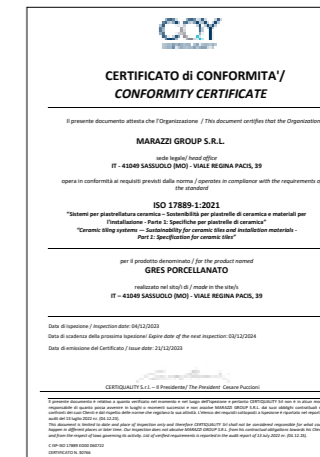 CQY
CERTIQUALITY
CERTIFICATO di CONFORMITA'/
CONFORMITY CERTIFICATE
Il presente documento attesta che l'Organizzazione / This document certifies that the Organization
MARAZZI GROUP S.R.L.
sede legale/ head office
IT - 41049 SASSUOLO (MO) - VIALE REGINA PACIS, 39
opera in conformità ai requisiti previsti dalla norma / operates in compliance with the requirements of
the standard
ISO 17889-1:2021
"Sistemi per piastrellatura ceramica – Sostenibilità per piastrelle di ceramica e materiali per
l'installazione - Parte 1: Specifiche per piastrelle di ceramica"
"Ceramic tiling systems — Sustainability for ceramic tiles and installation materials -
Part 1: Specification for ceramic tiles"
per il prodotto denominato / for the product named
GRES PORCELLANATO
realizzato nel sito/i di / made in the site/s
IT – 41049 SASSUOLO (MO) - VIALE REGINA PACIS, 39
Data di ispezione / Inspection date: 04/12/2023
Data di scadenza della prossima ispezione/ Expire date of the next inspection: 03/12/2024
Data di emissione del Certificato / Issue date: 21/12/2023
CERTIQUALITY S.r.l. – Il Presidente/ The President Cesare Puccioni